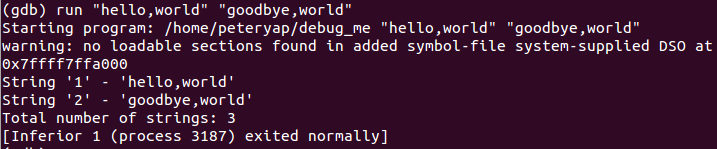 (gdb) run "hello,world" "goodbye,world"
Starting program: /home/peteryap/debug_me "hello,world" "goodbye,world"
warning: no loadable sections found in added symbol-file system-supplied DSO at
0x7ffff7ffa000
String '1' - 'hello,world'
String '2' - 'goodbye,world'
Total number of strings: 3
[Inferior 1 (process 3187) exited normally]